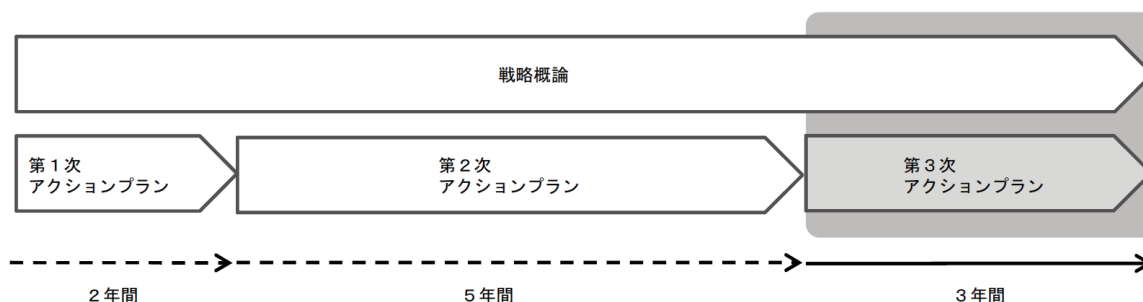 戦略概論
第１次
アクションプラン
第２次
アクションプラン
第３次
アクションプラン
２年間
５年間
３年間